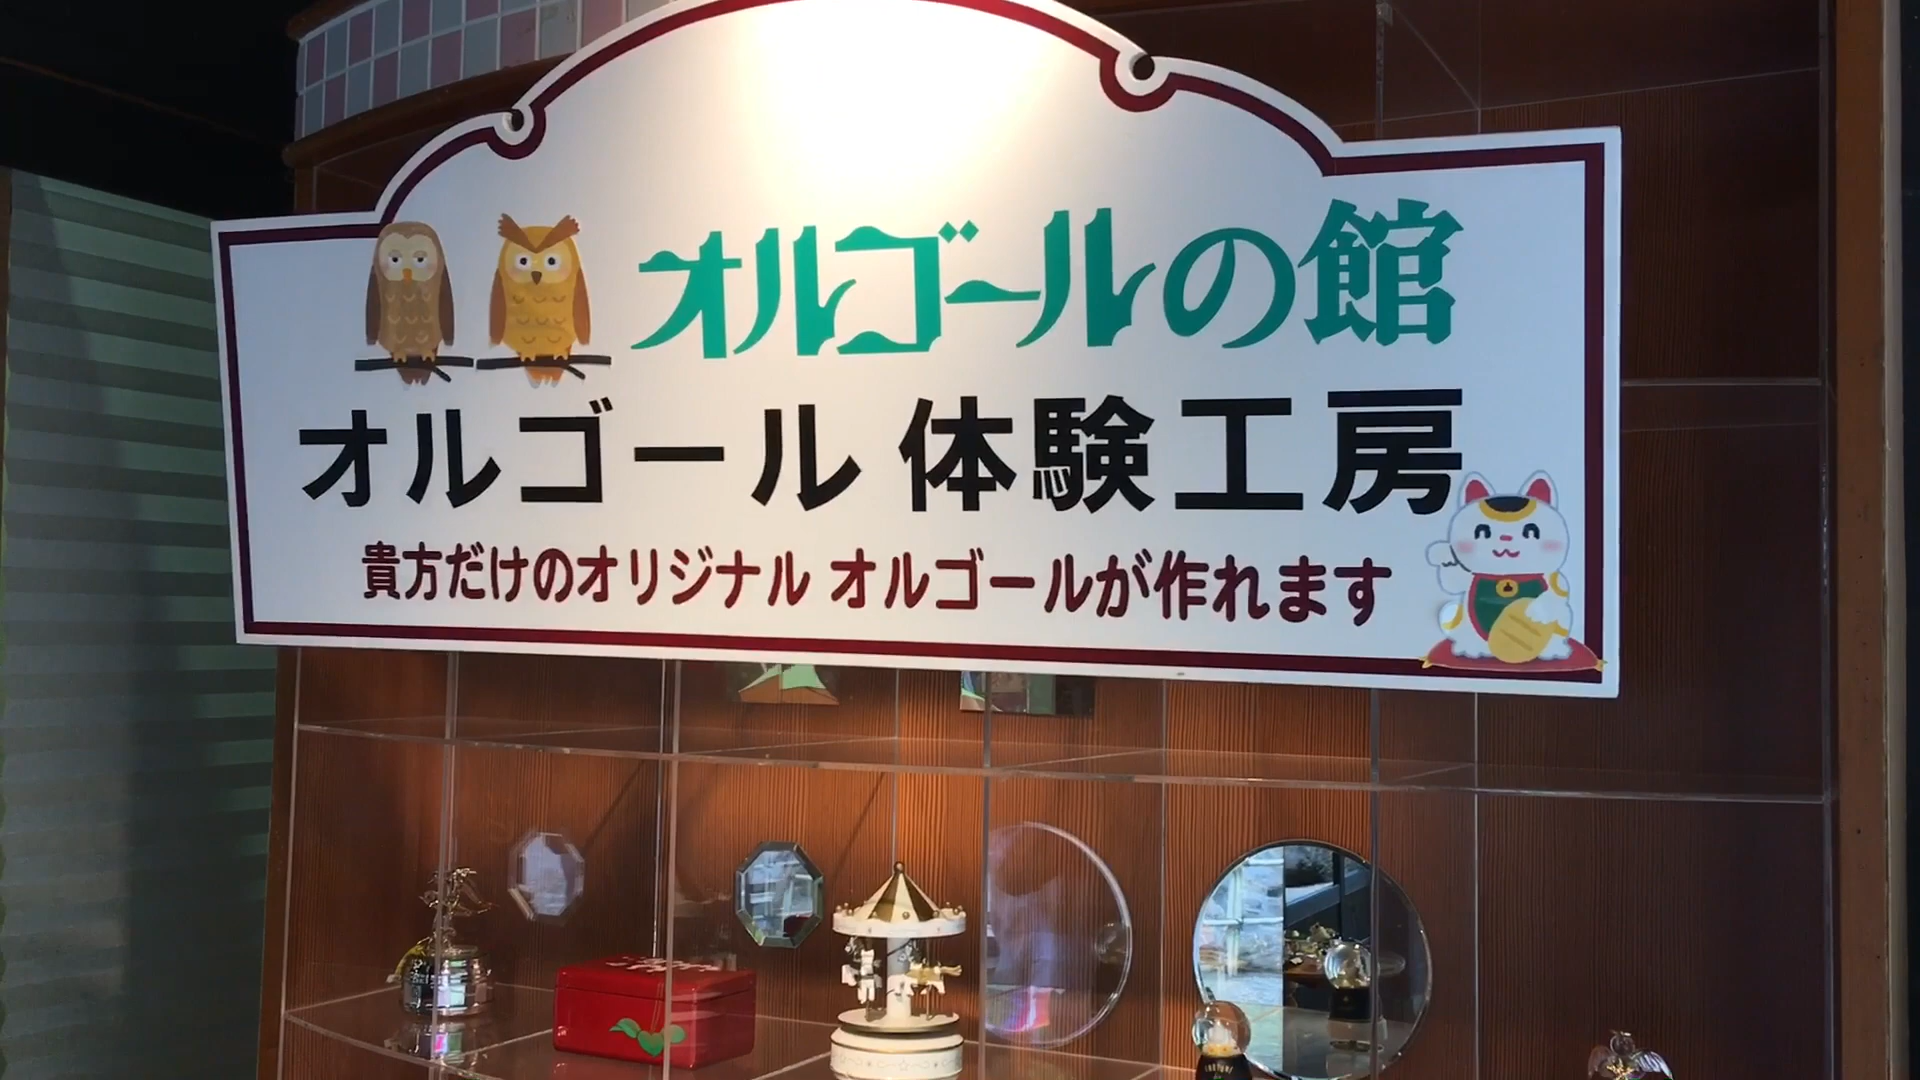 オルゴールの館
オルゴール 体験工房
貴方だけのオリジナル オルゴールが作れます